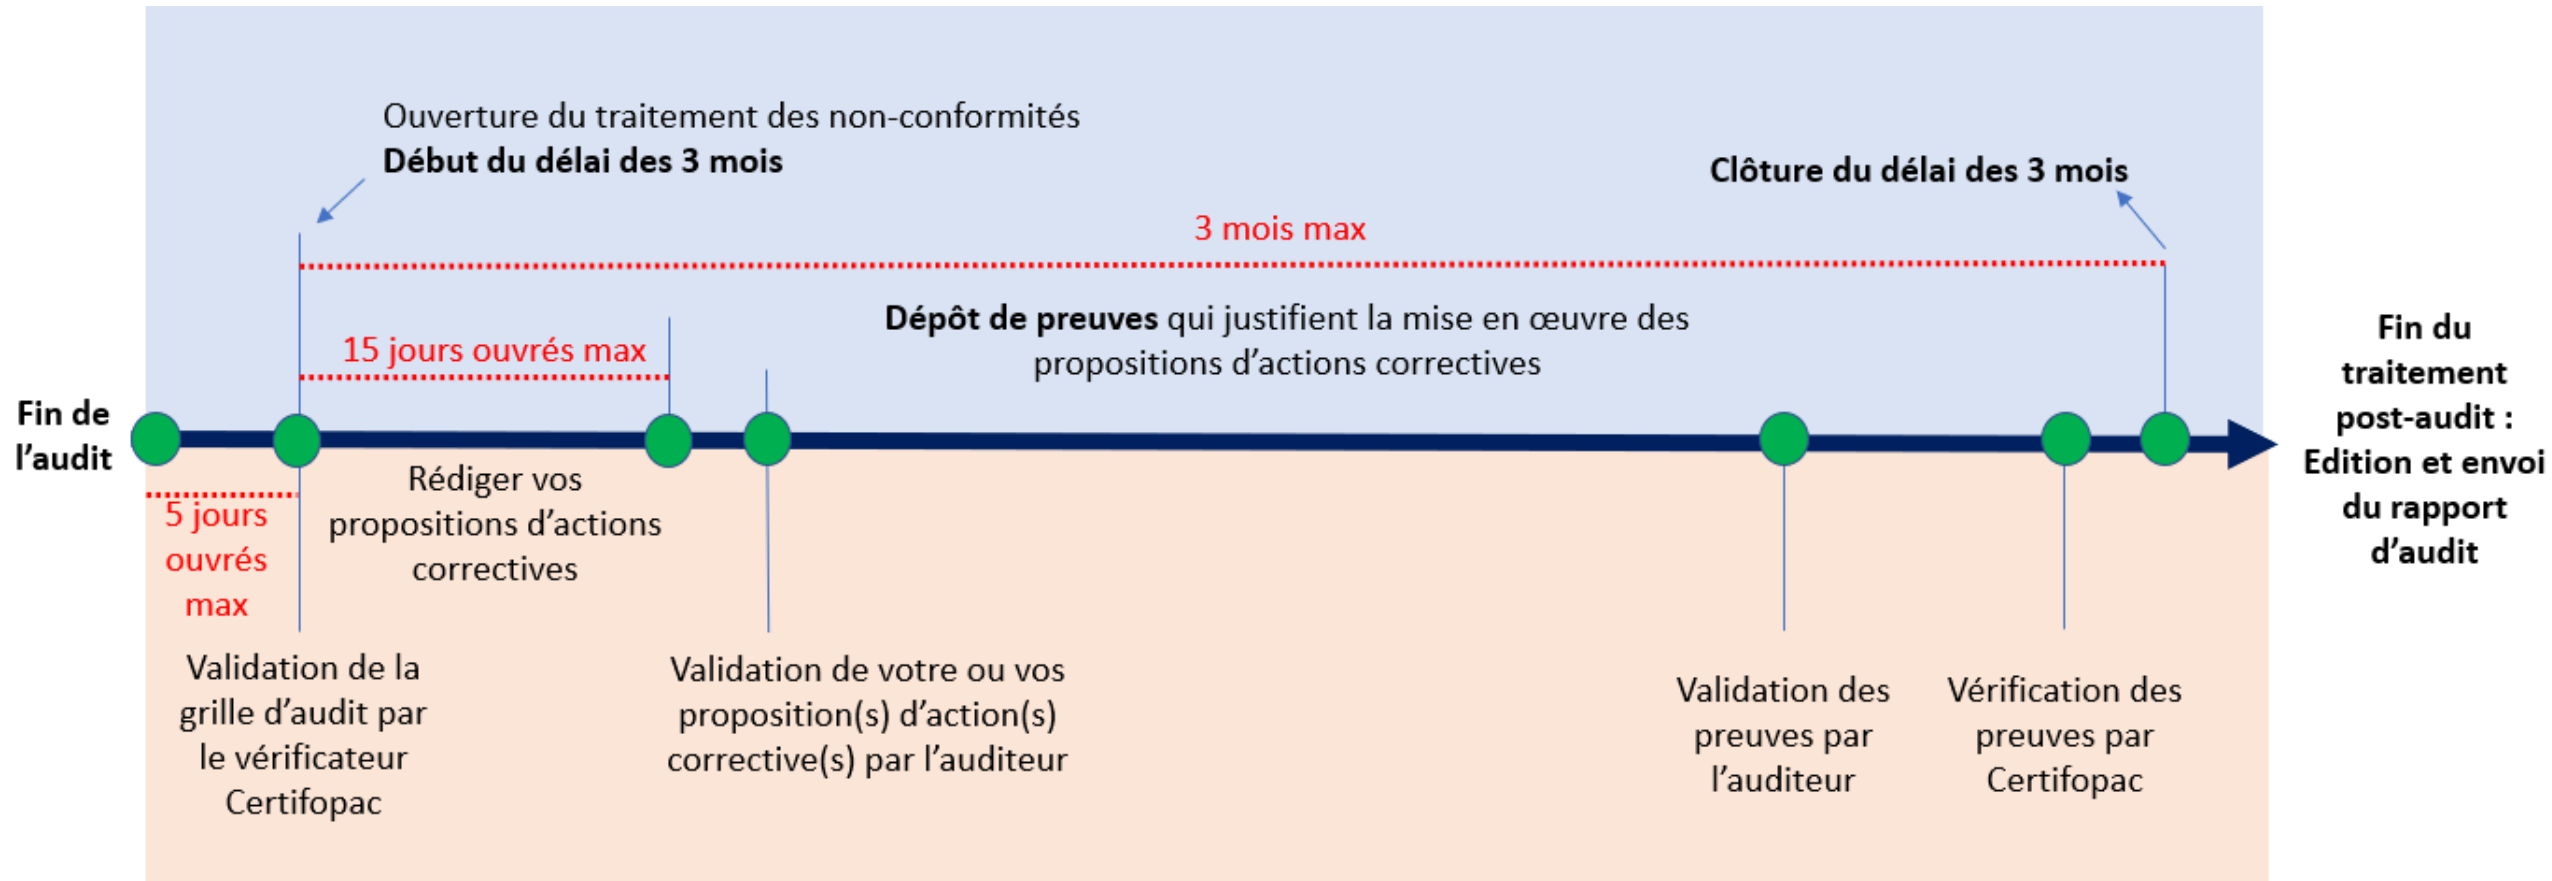 Ouverture du traitement des non-conformités
Début du délai des 3 mois
Clôture du délai des 3 mois
3 mois max
Dépôt de preuves qui justifient la mise en œuvre des
propositions d’actions correctives
15 jours ouvrés max
Fin de
l’audit
Fin du
traitement
post-audit :
Edition et envoi
du rapport
d’audit
5 jours
ouvrés
max
Rédiger vos
propositions d’actions
correctives
Validation de la
grille d’audit par
le vérificateur
Certifopac
Validation de votre ou vos
proposition(s) d’action(s)
corrective(s) par l’auditeur
Validation des
preuves par
l’auditeur
Vérification des
preuves par
Certifopac